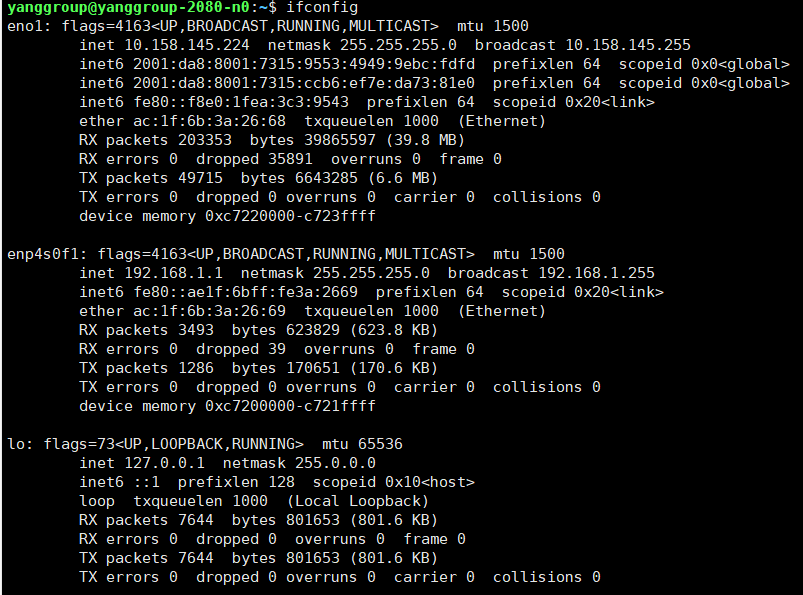 yanggroup@yanggroup-2080-n0:~$ ifconfig
eno1: flags=4163<UP,BROADCAST,RUNNING,MULTICAST>  mtu 1500
        inet 10.158.145.224  netmask 255.255.255.0  broadcast 10.158.145.255
        inet6 2001:da8:8001:7315:9553:4949:9ebc:fdfd  prefixlen 64  scopeid 0x0<global>
        inet6 2001:da8:8001:7315:ccb6:ef7e:da73:81e0  prefixlen 64  scopeid 0x0<global>
        inet6 fe80::f8e0:1fea:3c3:9543  prefixlen 64  scopeid 0x20<link>
        ether ac:1f:6b:3a:26:68  txqueuelen 1000  (Ethernet)
        RX packets 203353  bytes 39865597 (39.8 MB)
        RX errors 0  dropped 35891  overruns 0  frame 0
        TX packets 49715  bytes 6643285 (6.6 MB)
        TX errors 0  dropped 0 overruns 0  carrier 0  collisions 0
        device memory 0xc7220000-c723ffff

enp4s0f1: flags=4163<UP,BROADCAST,RUNNING,MULTICAST>  mtu 1500
        inet 192.168.1.1  netmask 255.255.255.0  broadcast 192.168.1.255
        inet6 fe80::ae1f:6bff:fe3a:2669  prefixlen 64  scopeid 0x20<link>
        ether ac:1f:6b:3a:26:69  txqueuelen 1000  (Ethernet)
        RX packets 3493  bytes 623829 (623.8 KB)
        RX errors 0  dropped 39  overruns 0  frame 0
        TX packets 1286  bytes 170651 (170.6 KB)
        TX errors 0  dropped 0 overruns 0  carrier 0  collisions 0
        device memory 0xc7200000-c721ffff

lo: flags=73<UP,LOOPBACK,RUNNING>  mtu 65536
        inet 127.0.0.1  netmask 255.0.0.0
        inet6 ::1  prefixlen 128  scopeid 0x10<host>
        loop  txqueuelen 1000  (Local Loopback)
        RX packets 7644  bytes 801653 (801.6 KB)
        RX errors 0  dropped 0  overruns 0  frame 0
        TX packets 7644  bytes 801653 (801.6 KB)
        TX errors 0  dropped 0 overruns 0  carrier 0  collisions 0